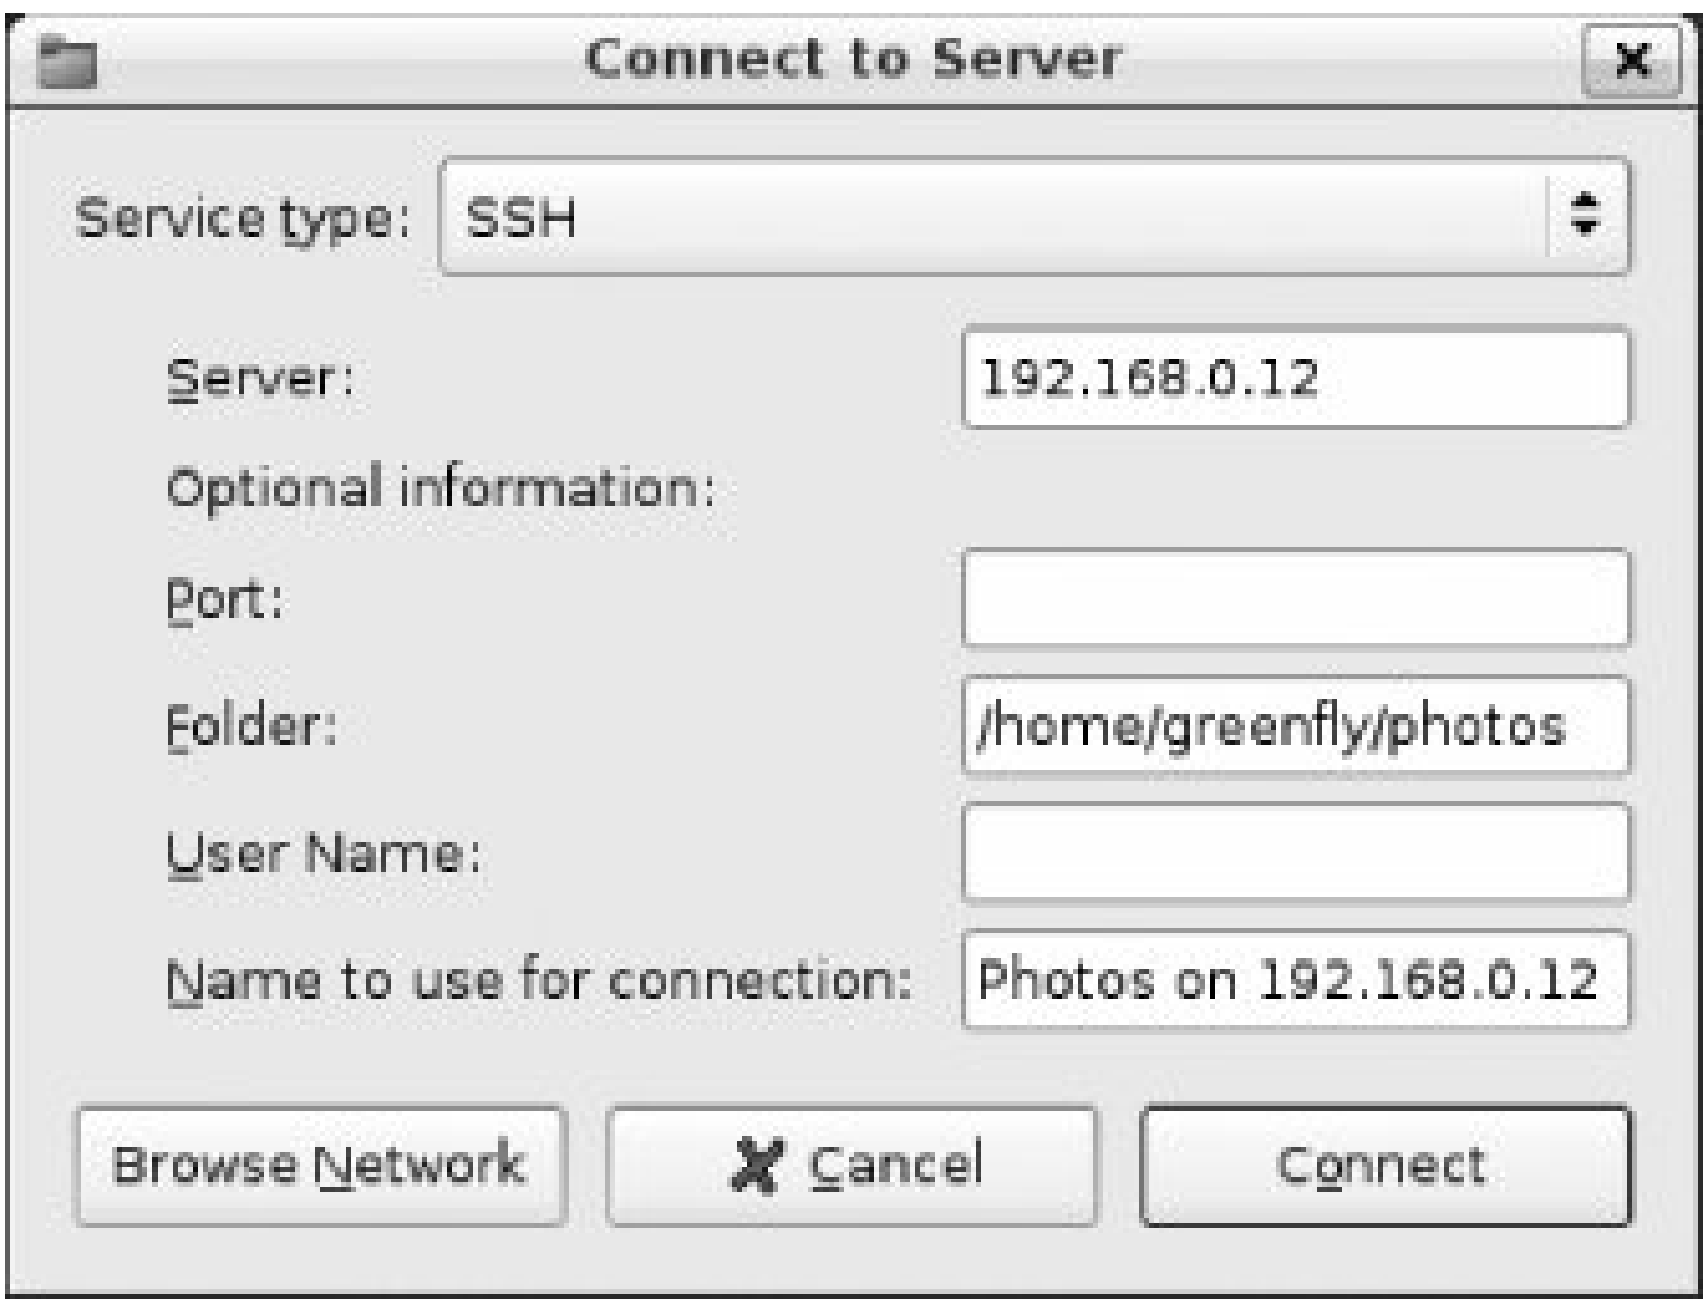 Connect to Server
Service type: SSH
Server: 192.168.0.12
Optional information:
Port:
Folder: /home/greenfly/photos
User Name:
Name to use for connection: Photos on 192.168.0.12
Browse Network Cancel Connect